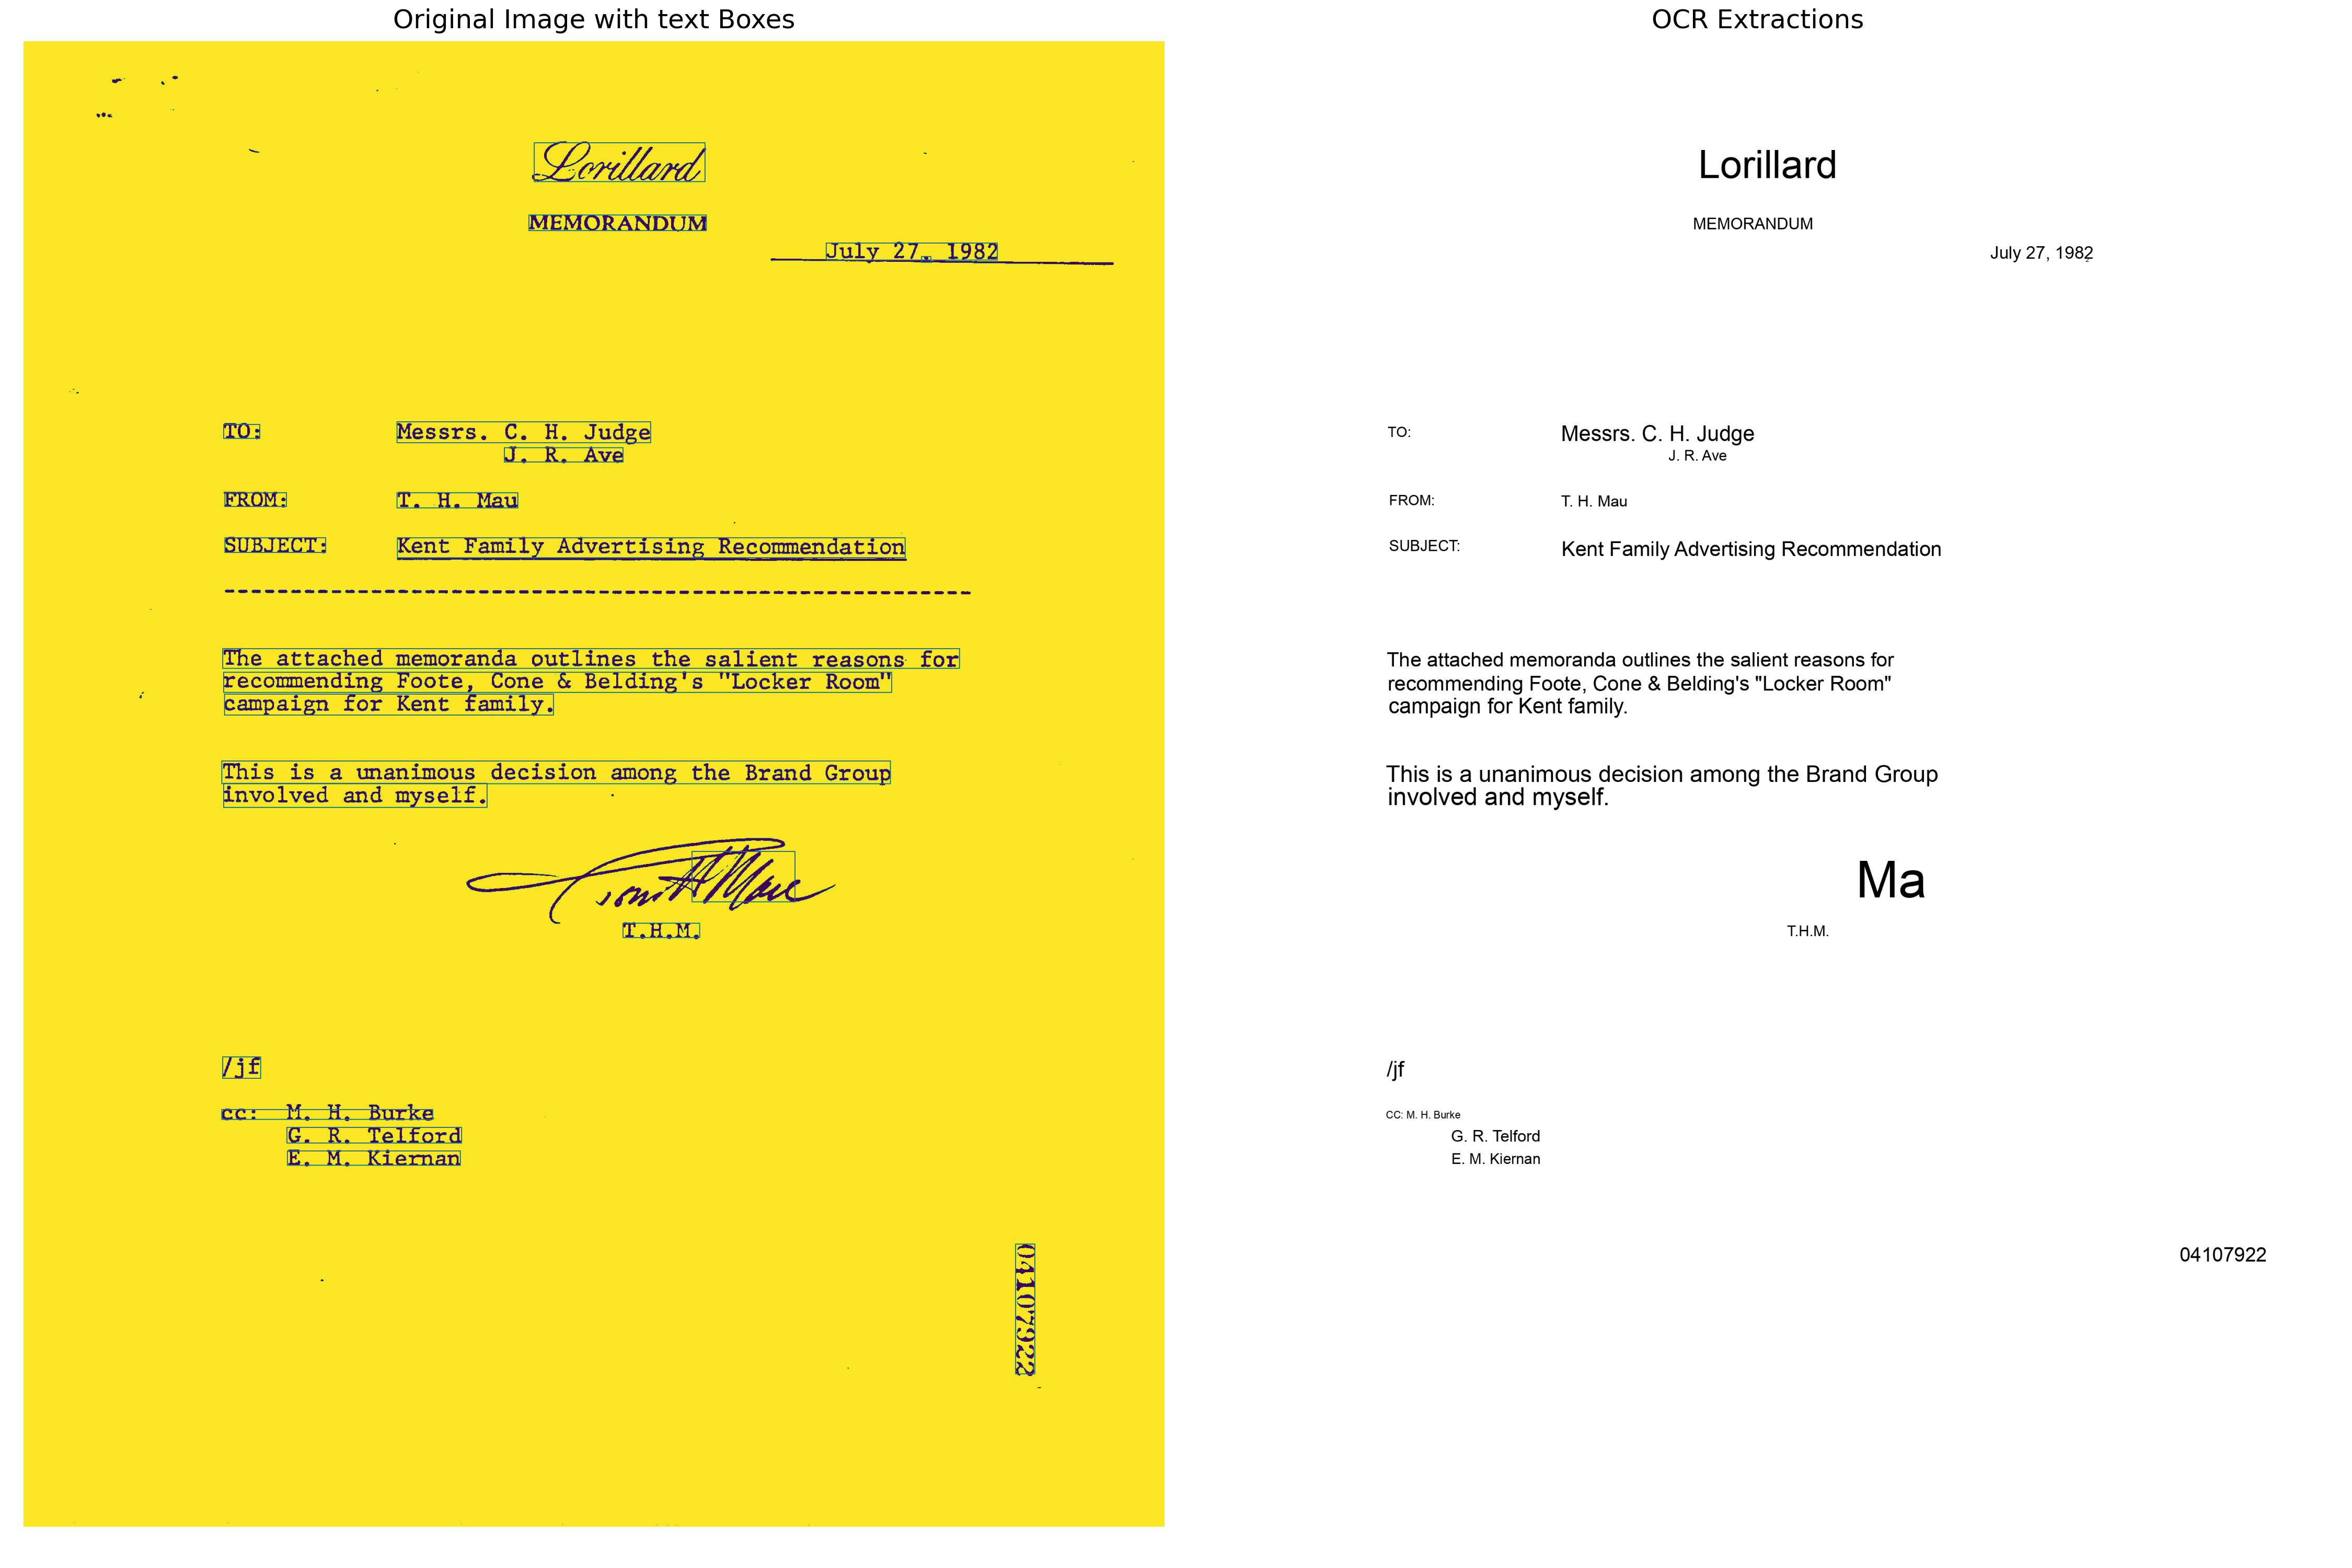 Original Image with text Boxes
Lorillard
MEMORANDUM
July 27, 1982
TO: Messrs. C. H. Judge
J. R. Ave
FROM: T. H. Mau
SUBJECT: Kent Family Advertising Recommendation
The attached memoranda outlines the salient reasons for
recommending Foote, Cone & Belding's "Locker Room"
campaign for Kent family.
This is a unanimous decision among the Brand Group
involved and myself.
T.H.M.
/jf
cc: M. H. Burke
G. R. Telford
E. M. Kiernan
04107922
OCR Extractions
Lorillard
MEMORANDUM
July 27, 1982
TO: Messrs. C. H. Judge
J. R. Ave
FROM: T. H. Mau
SUBJECT: Kent Family Advertising Recommendation
The attached memoranda outlines the salient reasons for
recommending Foote, Cone & Belding's "Locker Room"
campaign for Kent family.
This is a unanimous decision among the Brand Group
involved and myself.
Ma
T.H.M.
/jf
CC: M. H. Burke
G. R. Telford
E. M. Kiernan
04107922